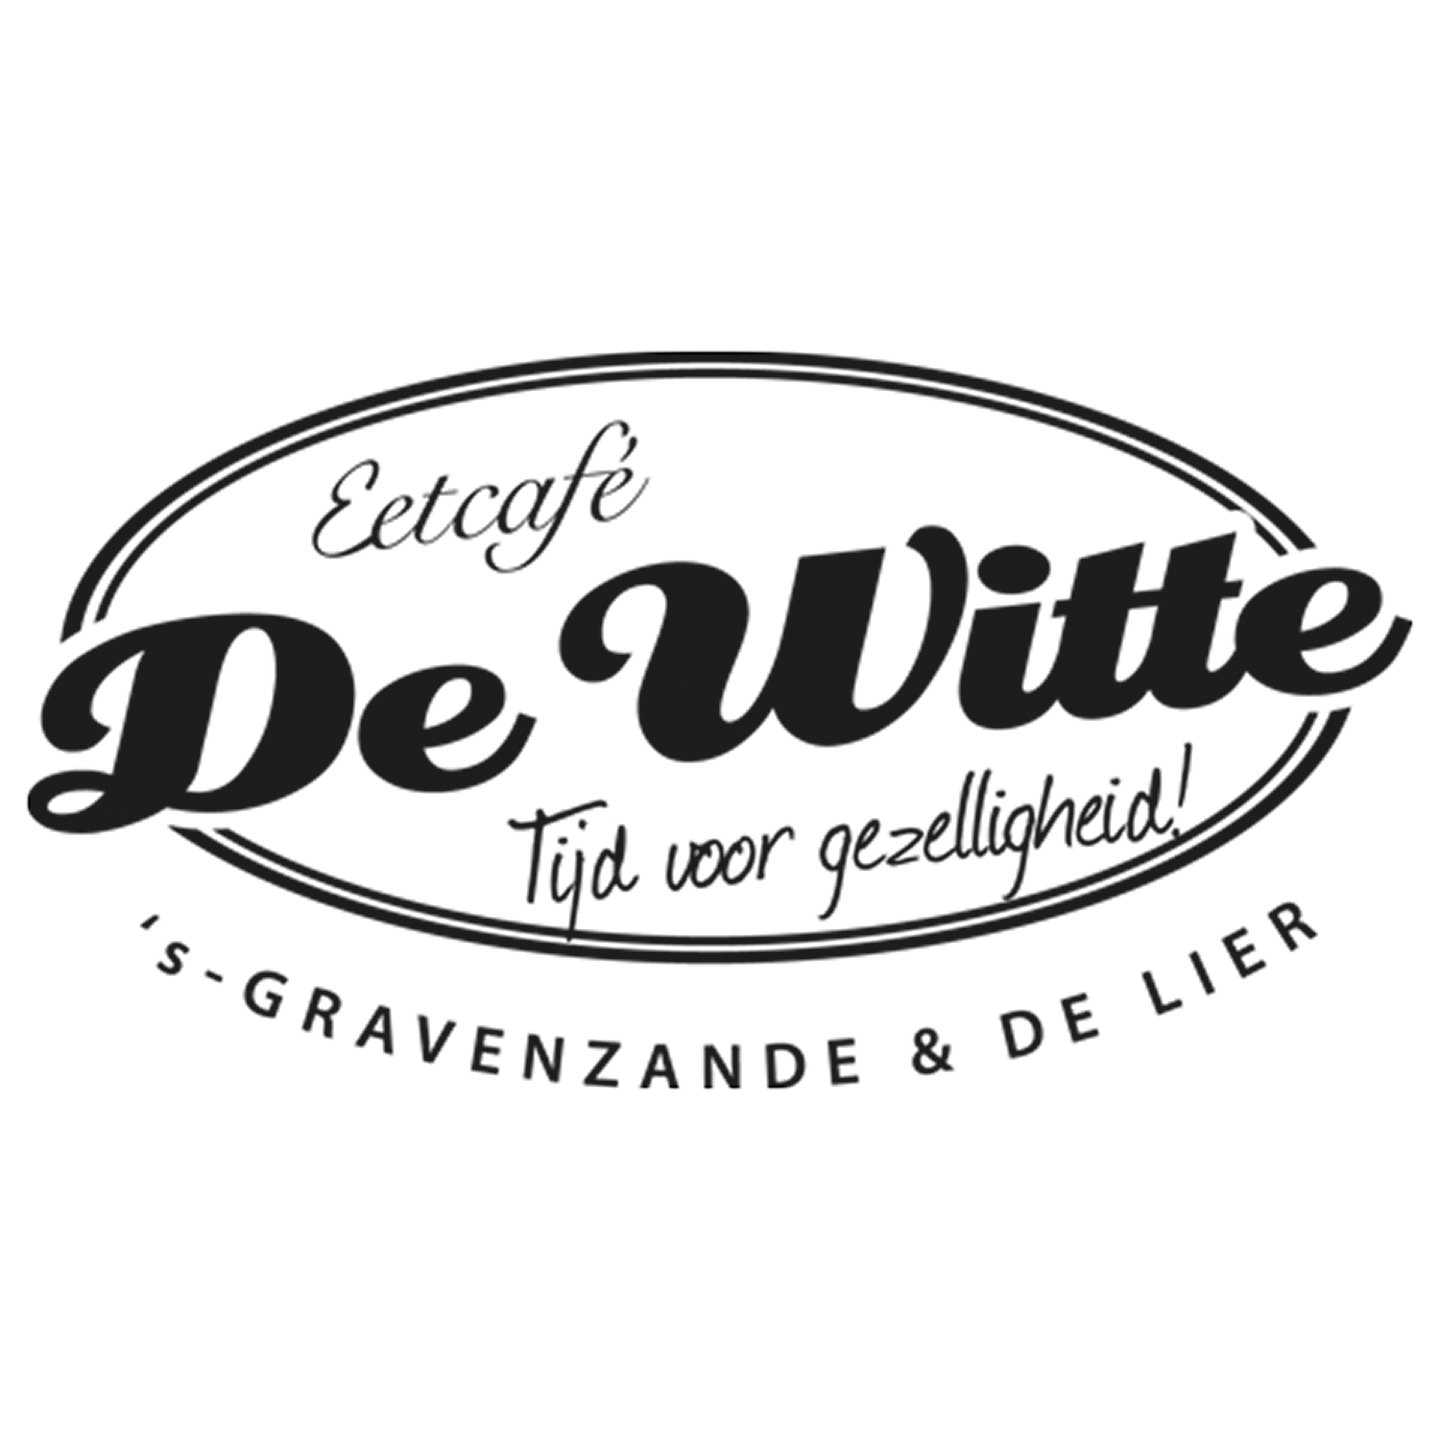 Eetcafé
De Witte
Tijd voor gezelligheid!
's-GRAVENZANDE & DE LIER